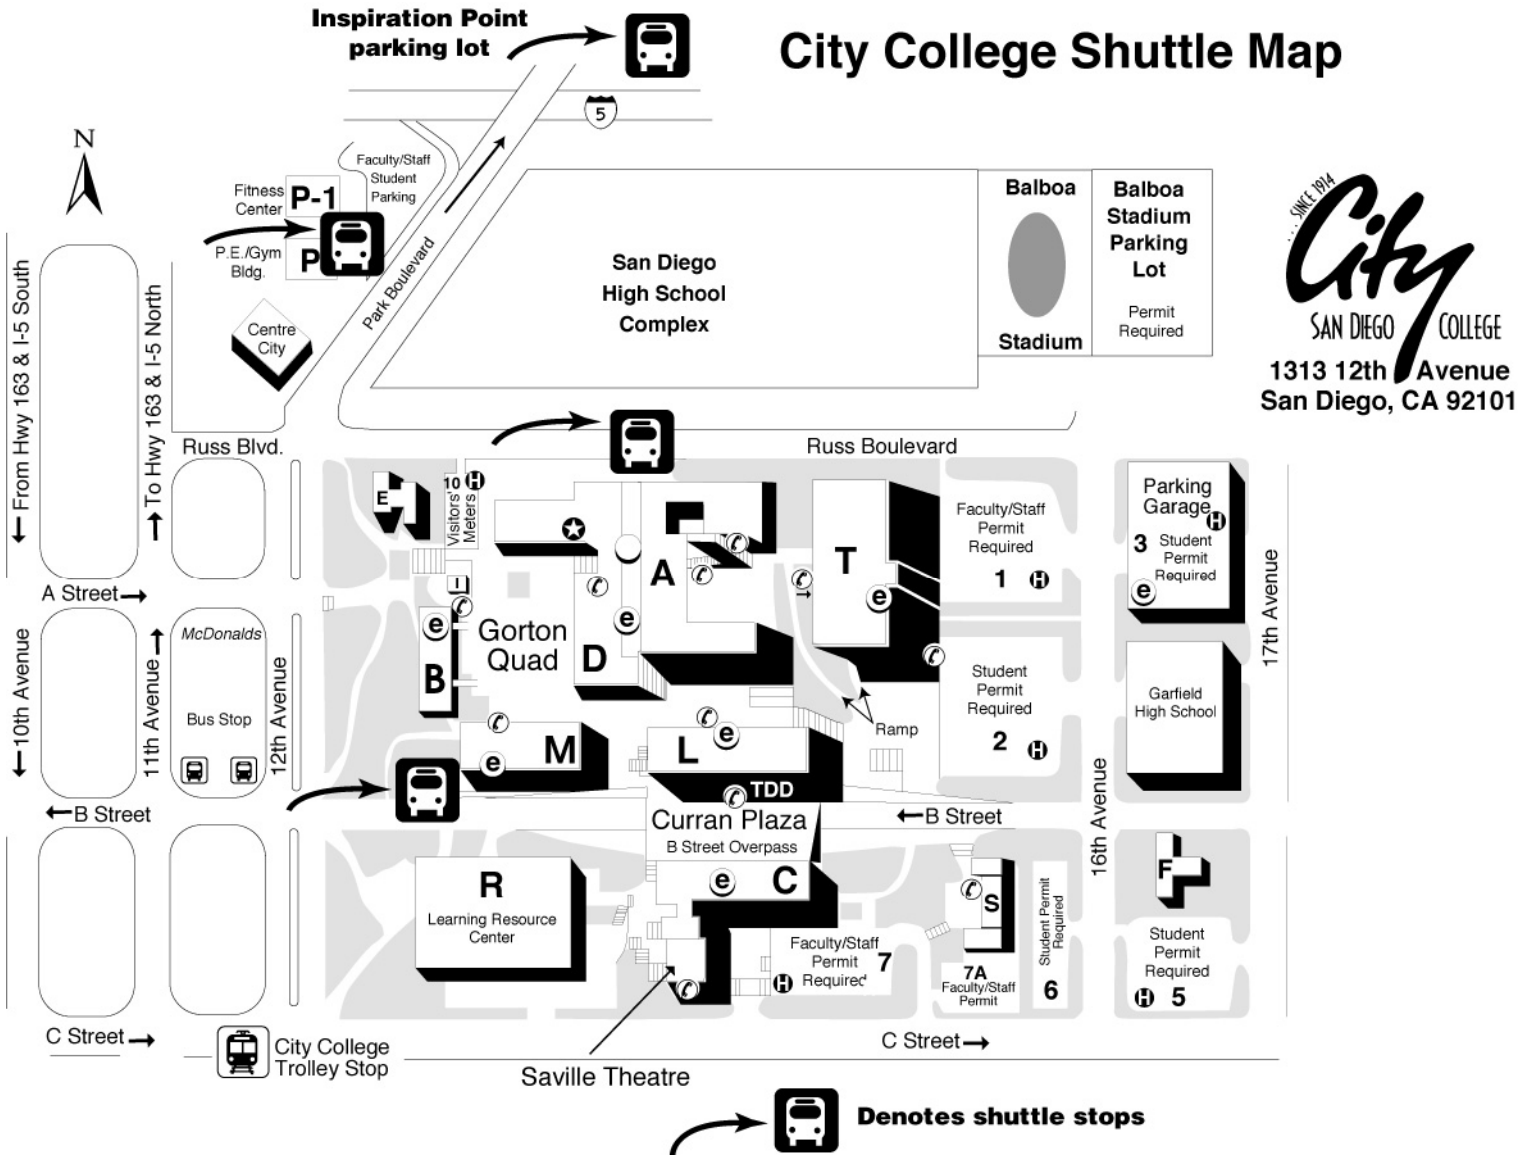 Inspiration Point
parking lot
City College Shuttle Map
5
N
Faculty/Staff
Student
Parking
Fitness
Center
P-1
P.E./Gym
Bldg.
P
Park Boulevard
Centre
City
San Diego
High School
Complex
Balboa
Stadium
Balboa
Stadium
Parking
Lot
Permit
Required
SINCE 1914
City
SAN DIEGO COLLEGE
1313 12th Avenue
San Diego, CA 92101
From Hwy 163 & I-5 South
To Hwy 163 & I-5 North
Russ Blvd.
Russ Boulevard
E
10
H
Visitors'
Meters
A
T
Faculty/Staff
Permit
Required
1
H
Parking
Garage
H
3
Student
Permit
Required
e
17th Avenue
A Street
I
e
B
Gorton
Quad
D
e
e
McDonalds
Bus Stop
10th Avenue
11th Avenue
12th Avenue
Student
Permit
Required
2
H
Ramp
Garfield
High School
M
e
L
e
TDD
B Street
Curran Plaza
B Street Overpass
B Street
16th Avenue
R
Learning Resource
Center
e
C
S
F
Student Permit
Required
6
Faculty/Staff
Permit
Required
7
H
7A
Faculty/Staff
Permit
Student
Permit
Required
H
5
C Street
City College
Trolley Stop
C Street
Saville Theatre
Denotes shuttle stops